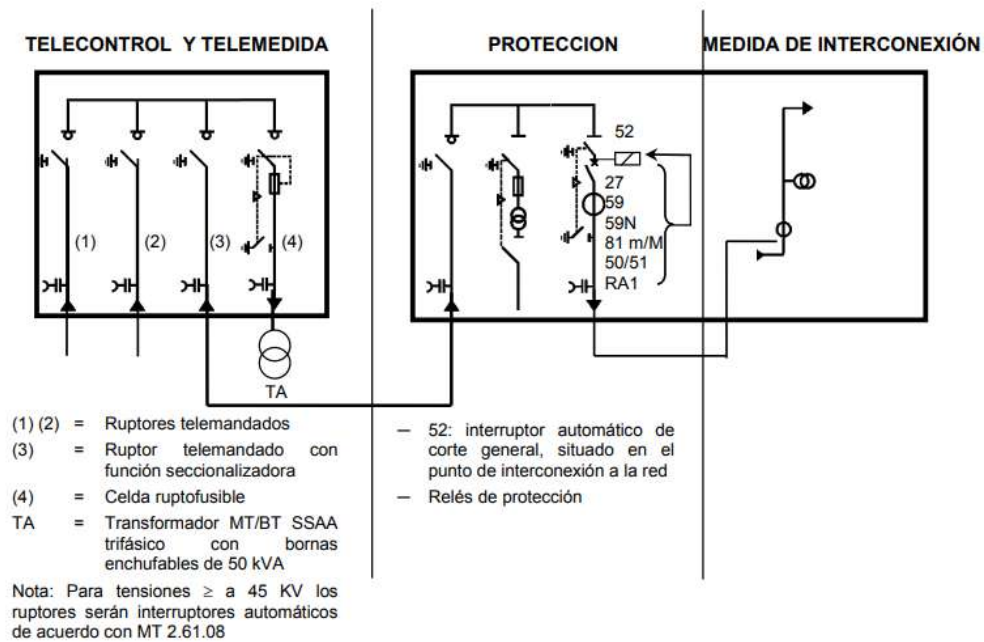 TELECONTROL Y TELEMEDIDA
PROTECCION
MEDIDA DE INTERCONEXIÓN
(1)
(2)
(3)
(4)
TA
52
27
59
59N
81 m/M
50/51
RA1
(1) (2) = Ruptores telemandados
(3) = Ruptor telemandado con
función seccionalizadora
(4) = Celda ruptofusible
TA = Transformador MT/BT SSAA
trifásico con bornas
enchufables de 50 kVA
Nota: Para tensiones ≥ a 45 KV los
ruptores serán interruptores automáticos
de acuerdo con MT 2.61.08
– 52: interruptor automático de
corte general, situado en el
punto de interconexión a la red
– Relés de protección